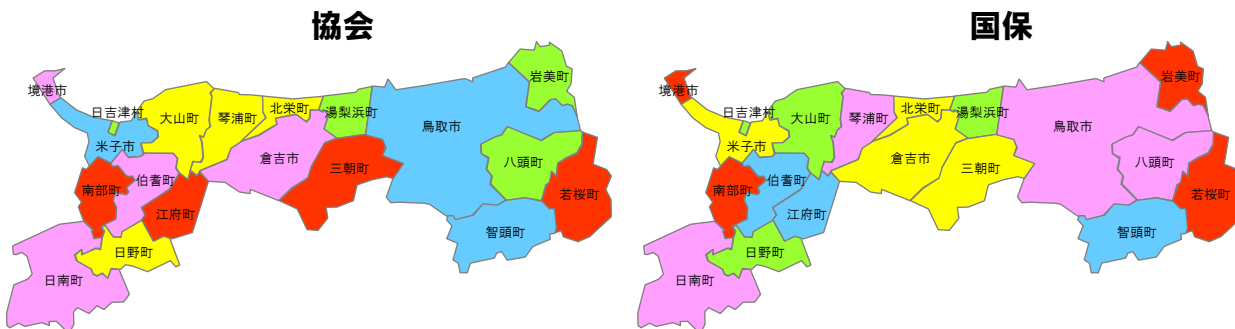 協会
国保
岩美町
境港市
日吉津村
大山町
北栄町
湯梨浜町
琴浦町
鳥取市
米子市
倉吉市
八頭町
三朝町
伯耆町
南部町
若桜町
江府町
智頭町
日野町
日南町
岩美町
境港市
日吉津村
大山町
北栄町
湯梨浜町
琴浦町
鳥取市
米子市
倉吉市
八頭町
三朝町
伯耆町
南部町
若桜町
江府町
智頭町
日野町
日南町